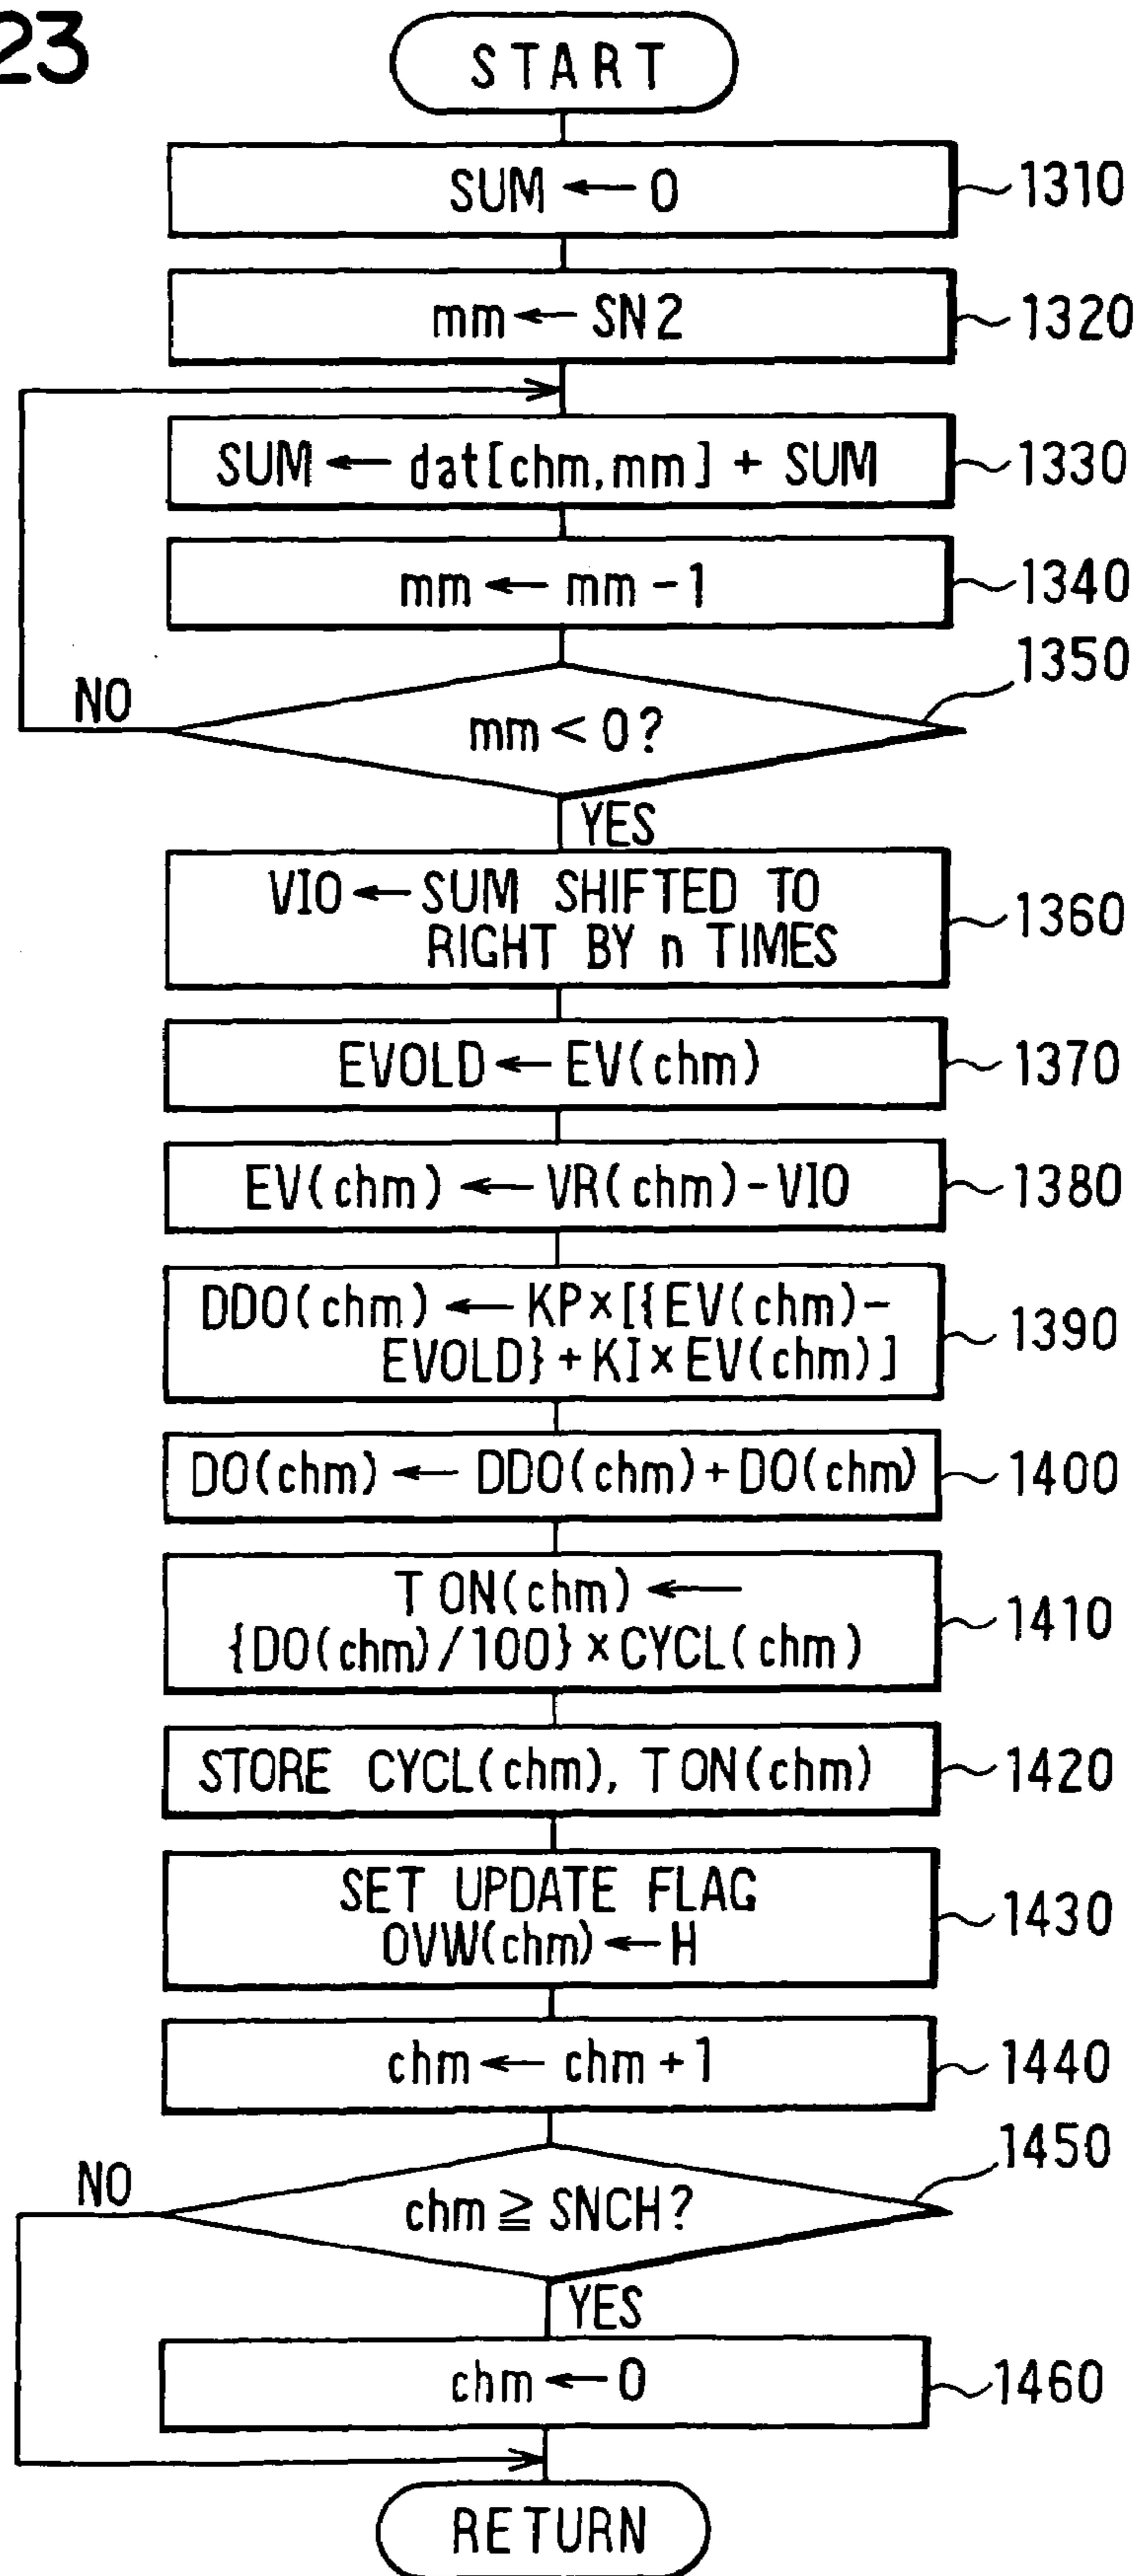 23
START
SUM ← 0
1310
mm ← SN2
1320
SUM ← dat[chm,mm] + SUM
1330
mm ← mm - 1
1340
1350
NO
mm < 0?
YES
VIO ← SUM SHIFTED TO
RIGHT BY n TIMES
1360
EVOLD ← EV(chm)
1370
EV(chm) ← VR(chm) - VIO
1380
DDO(chm) ← KP×[{EV(chm)-
EVOLD}+KI×EV(chm)]
1390
DO(chm) ← DDO(chm)+DO(chm)
1400
TON(chm) ←
{DO(chm)/100}×CYCL(chm)
1410
STORE CYCL(chm), TON(chm)
1420
SET UPDATE FLAG
OVW(chm) ← H
1430
chm ← chm + 1
1440
1450
NO
chm ≧ SNCH?
YES
chm ← 0
1460
RETURN